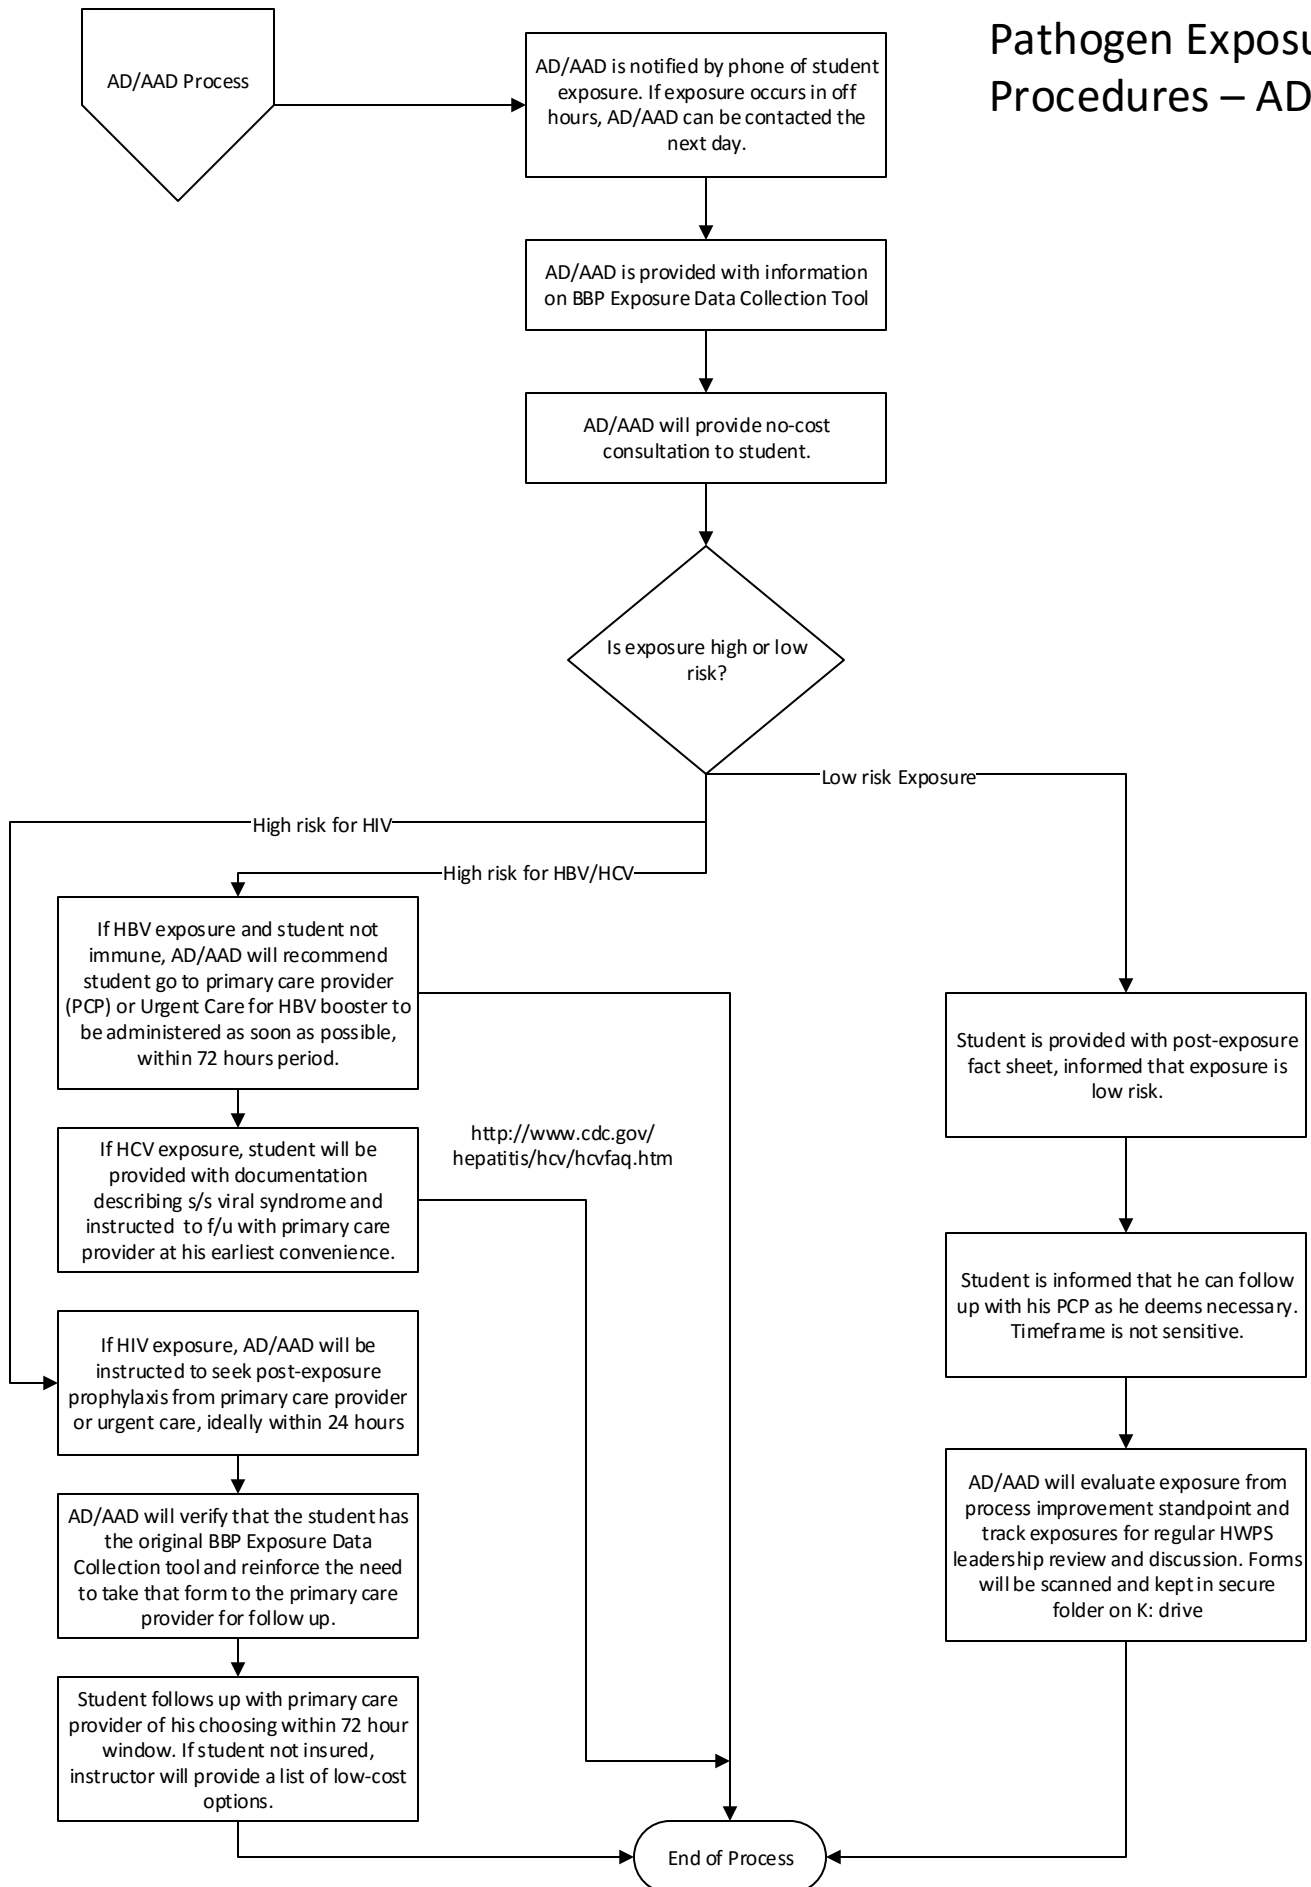 Pathogen Exposu
Procedures – AD
AD/AAD Process
AD/AAD is notified by phone of student
exposure. If exposure occurs in off
hours, AD/AAD can be contacted the
next day.
AD/AAD is provided with information
on BBP Exposure Data Collection Tool
AD/AAD will provide no-cost
consultation to student.
Is exposure high or low
risk?
Low risk Exposure
High risk for HIV
High risk for HBV/HCV
If HBV exposure and student not
immune, AD/AAD will recommend
student go to primary care provider
(PCP) or Urgent Care for HBV booster to
be administered as soon as possible,
within 72 hours period.
If HCV exposure, student will be
provided with documentation
describing s/s viral syndrome and
instructed to f/u with primary care
provider at his earliest convenience.
http://www.cdc.gov/
hepatitis/hcv/hcvfaq.htm
If HIV exposure, AD/AAD will be
instructed to seek post-exposure
prophylaxis from primary care provider
or urgent care, ideally within 24 hours
AD/AAD will verify that the student has
the original BBP Exposure Data
Collection tool and reinforce the need
to take that form to the primary care
provider for follow up.
Student follows up with primary care
provider of his choosing within 72 hour
window. If student not insured,
instructor will provide a list of low-cost
options.
Student is provided with post-exposure
fact sheet, informed that exposure is
low risk.
Student is informed that he can follow
up with his PCP as he deems necessary.
Timeframe is not sensitive.
AD/AAD will evaluate exposure from
process improvement standpoint and
track exposures for regular HWPS
leadership review and discussion. Forms
will be scanned and kept in secure
folder on K: drive
End of Process